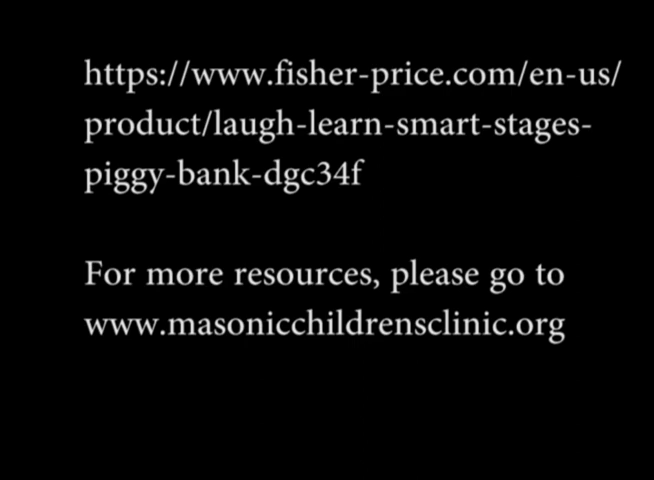 https://www.fisher-price.com/en-us/
product/laugh-learn-smart-stages-
piggy-bank-dgc34f
For more resources, please go to
www.masonicchildrensclinic.org